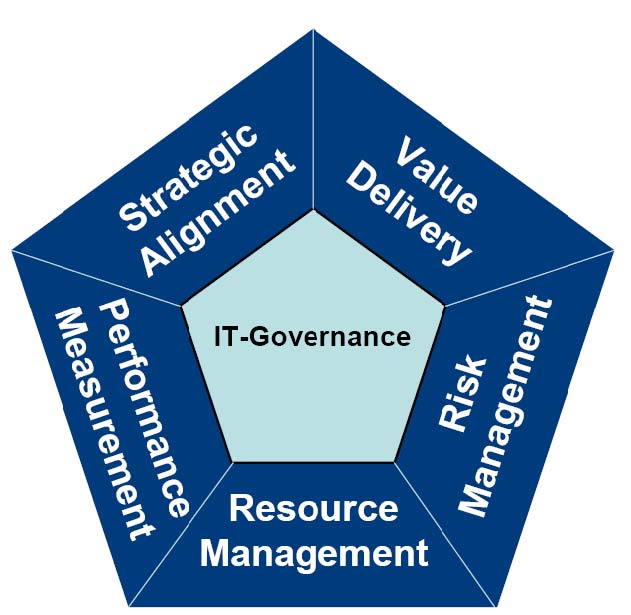 Strategic
Alignment
Value
Delivery
IT-Governance
Performance
Measurement
Risk
Management
Resource
Management